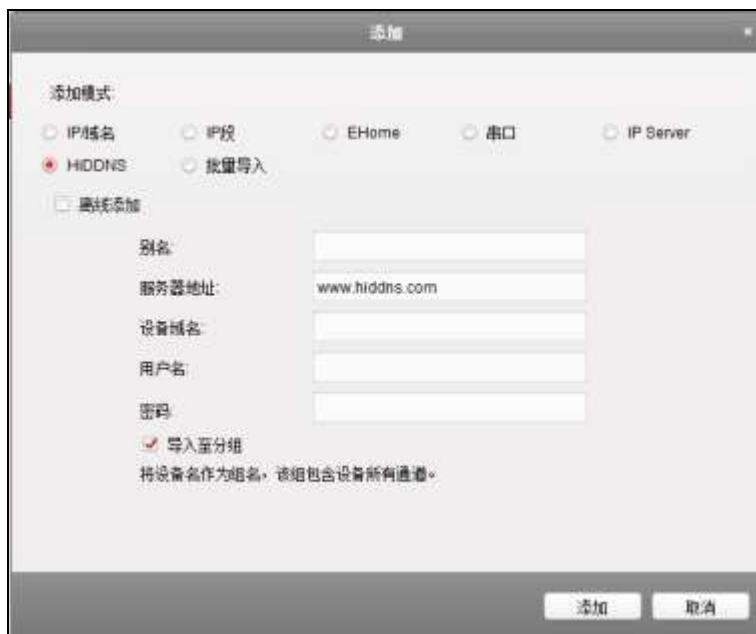 添加
添加模式:
IP/域名 IP段 EHome 串口 IP Server
HiDDNS 批量导入
离线添加
别名:
服务器地址: www.hiddns.com
设备域名:
用户名:
密码:
导入至分组
将设备名作为组名，该组包含设备所有通道。
添加 取消